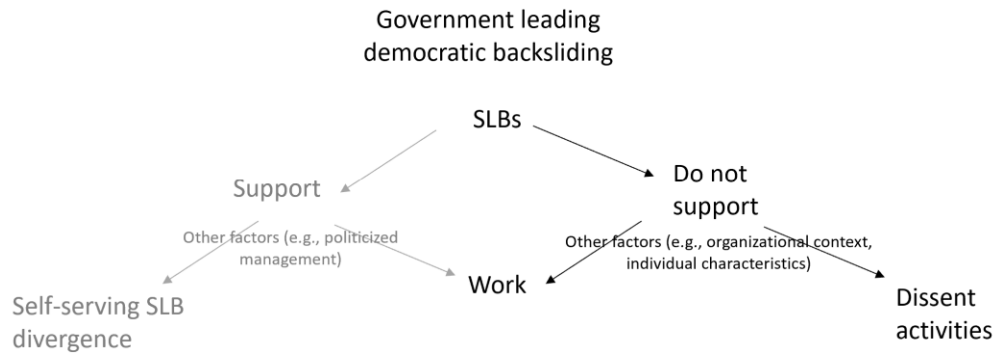 Government leading
democratic backsliding
SLBs
Support
Do not
support
Other factors (e.g., politicized
management)
Other factors (e.g., organizational context,
individual characteristics)
Work
Self-serving SLB
divergence
Dissent
activities